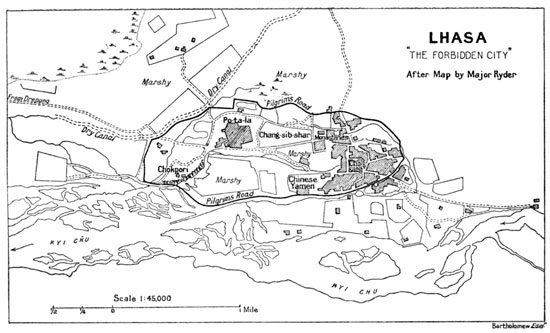 LHASA
"THE FORBIDDEN CITY"
After Map by Major Ryder
Marshy
Dry Canal
Marshy
Pilgrims Road
from Drepung
Dry Canal
Po-ta-la
Chang-sib-shar
Marshy
Chokpori
Marshy
Chinese
Yamen
Pilgrims Road
KYI CHU
KYI CHU
Scale 1:45,000
1/2
1/4
0
1 Mile
Bartholomew, Edinr